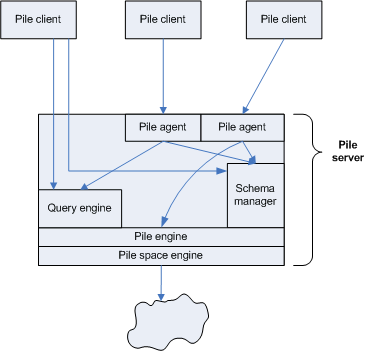 Pile client
Pile client
Pile client
Pile agent
Pile agent
Pile
server
Query engine
Schema
manager
Pile engine
Pile space engine